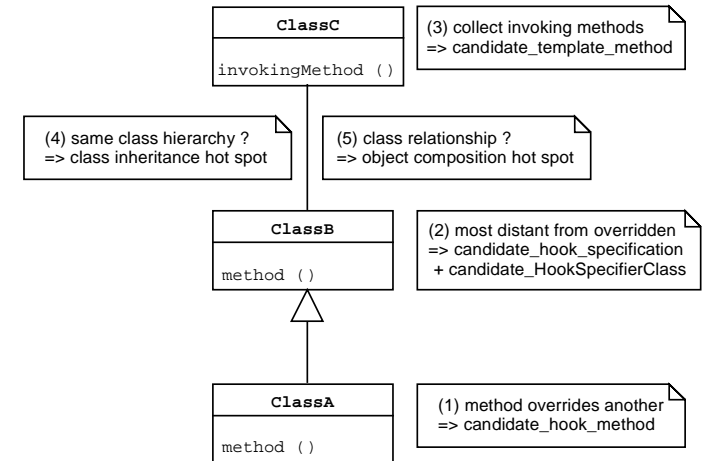 ClassC
invokingMethod ()
(3) collect invoking methods
=> candidate_template_method
(4) same class hierarchy ?
=> class inheritance hot spot
(5) class relationship ?
=> object composition hot spot
ClassB
method ()
(2) most distant from overridden
=> candidate_hook_specification
+ candidate_HookSpecifierClass
ClassA
method ()
(1) method overrides another
=> candidate_hook_method